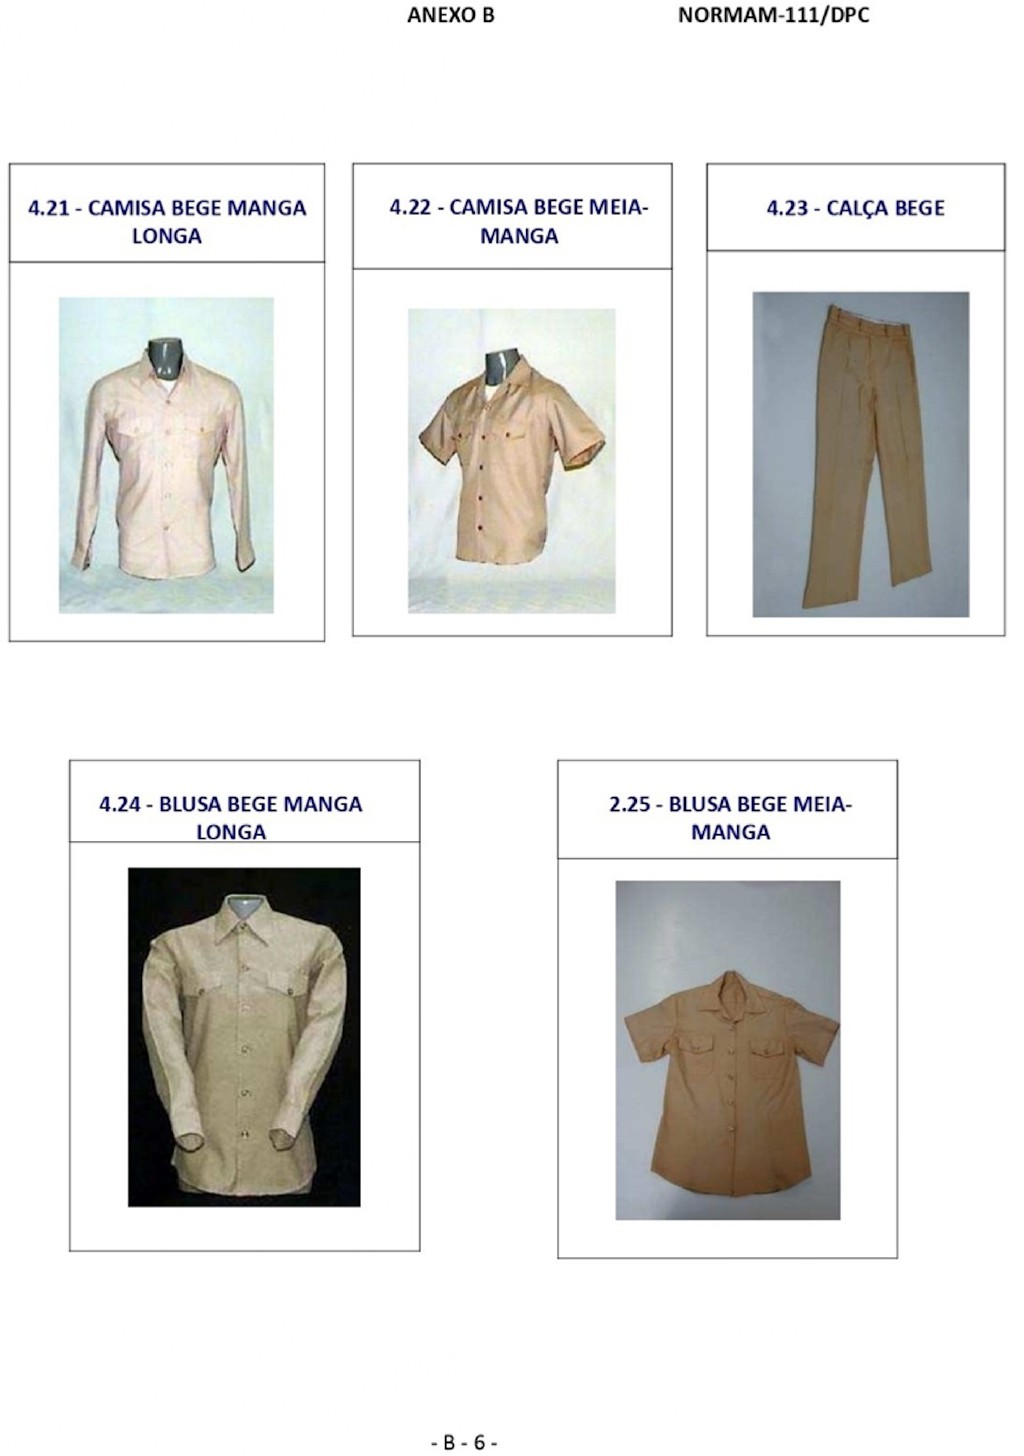 ANEXO B NORMAM-111/DPC
4.21 - CAMISA BEGE MANGA
LONGA
4.22 - CAMISA BEGE MEIA-
MANGA
4.23 - CALÇA BEGE
4.24 - BLUSA BEGE MANGA
LONGA
2.25 - BLUSA BEGE MEIA-
MANGA
- B - 6 -